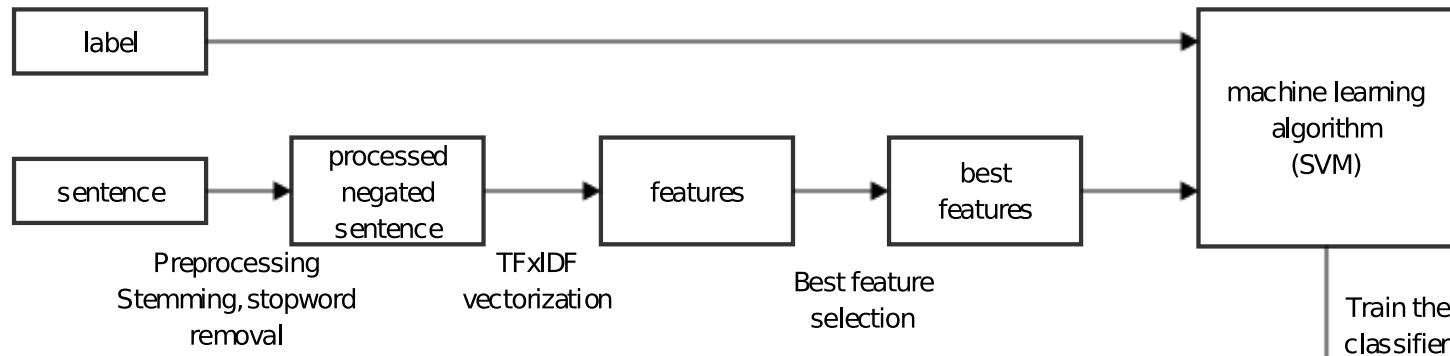 label
machine learning
algorithm
(SVM)
sentence
processed
negated
sentence
features
best
features
Preprocessing
Stemming, stopword
removal
TFxIDF
vectorization
Best feature
selection
Train the
classifier